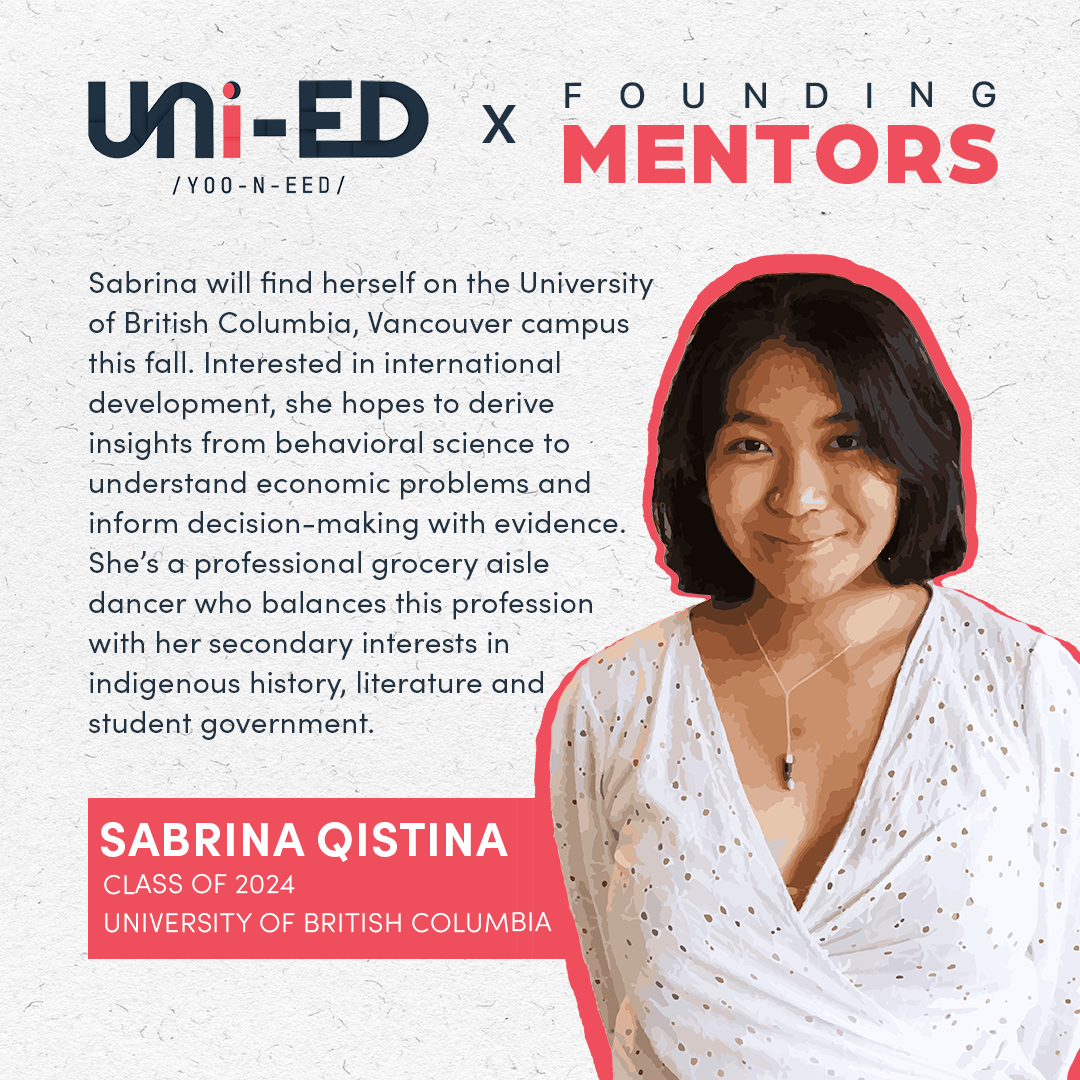 UNi-ED x FOUNDING MENTORS
/YOO-N-EED/
Sabrina will find herself on the University
of British Columbia, Vancouver campus
this fall. Interested in international
development, she hopes to derive
insights from behavioral science to
understand economic problems and
inform decision-making with evidence.
She’s a professional grocery aisle
dancer who balances this profession
with her secondary interests in
indigenous history, literature and
student government.
SABRINA QISTINA
CLASS OF 2024
UNIVERSITY OF BRITISH COLUMBIA